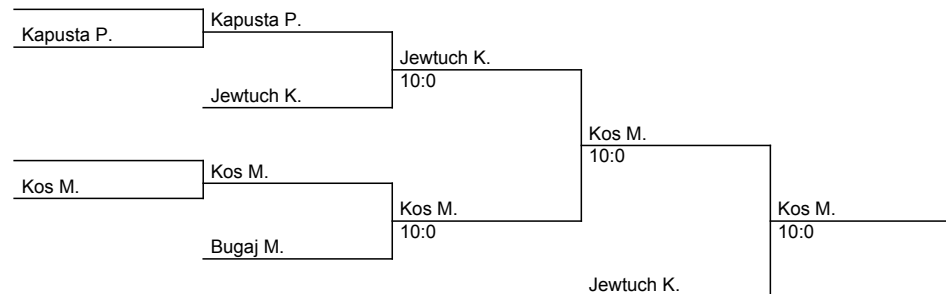 Kapusta P.
Kapusta P.
Jewtuch K.
10:0
Jewtuch K.
Kos M.
10:0
Kos M.
Kos M.
Kos M.
10:0
Kos M.
10:0
Bugaj M.
Jewtuch K.